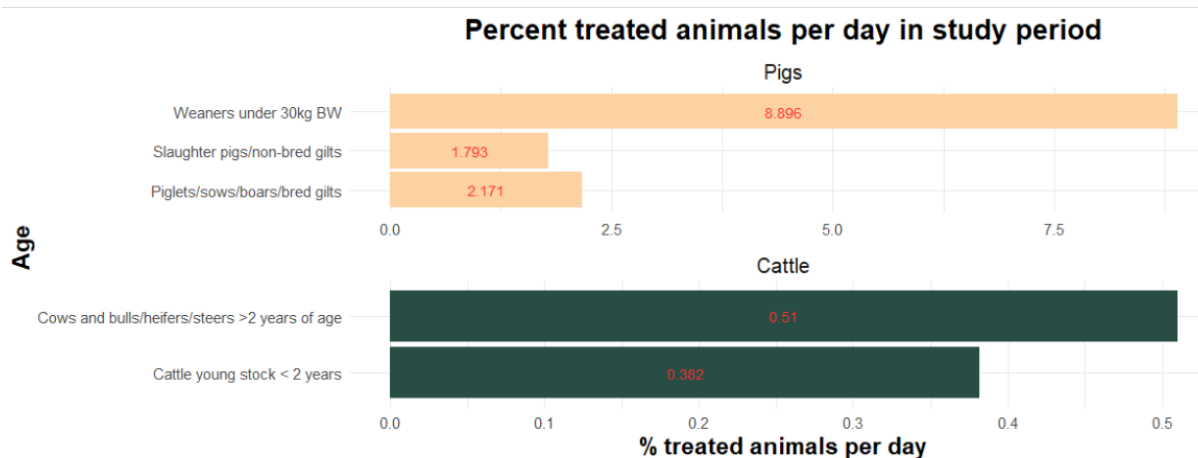 Percent treated animals per day in study period
Pigs
Weaners under 30kg BW
8.896
Slaughter pigs/non-bred gilts
1.793
Piglets/sows/boars/bred gilts
2.171
0.0 2.5 5.0 7.5
Age
Cattle
Cows and bulls/heifers/steers >2 years of age
0.51
Cattle young stock < 2 years
0.382
0.0 0.1 0.2 0.3 0.4 0.5
% treated animals per day